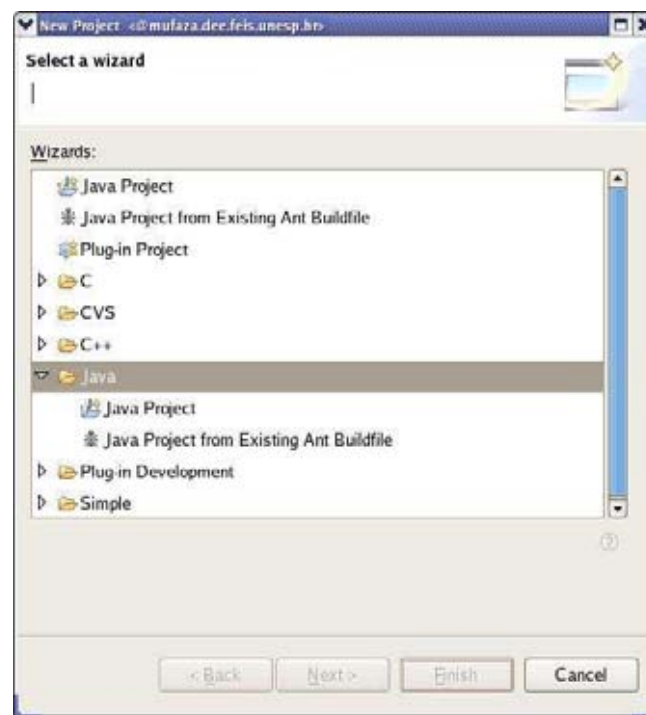 New Project <@mufaza.dee.feis.unesp.br>
Select a wizard
Wizards:
Java Project
Java Project from Existing Ant Buildfile
Plug-in Project
C
CVS
C++
Java
Java Project
Java Project from Existing Ant Buildfile
Plug-in Development
Simple
< Back Next > Finish Cancel